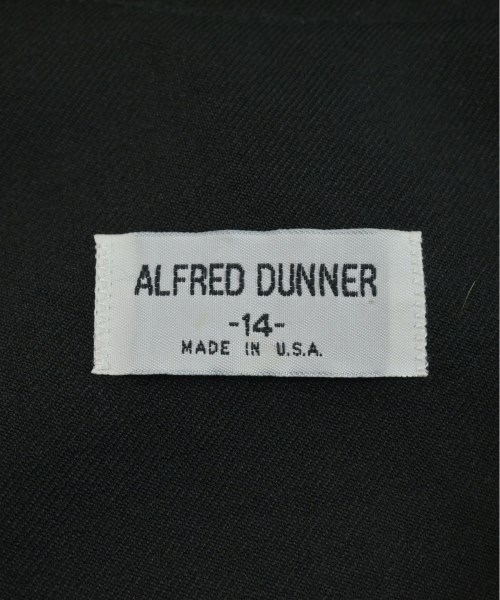 ALFRED DUNNER
-14-
MADE IN U.S.A.